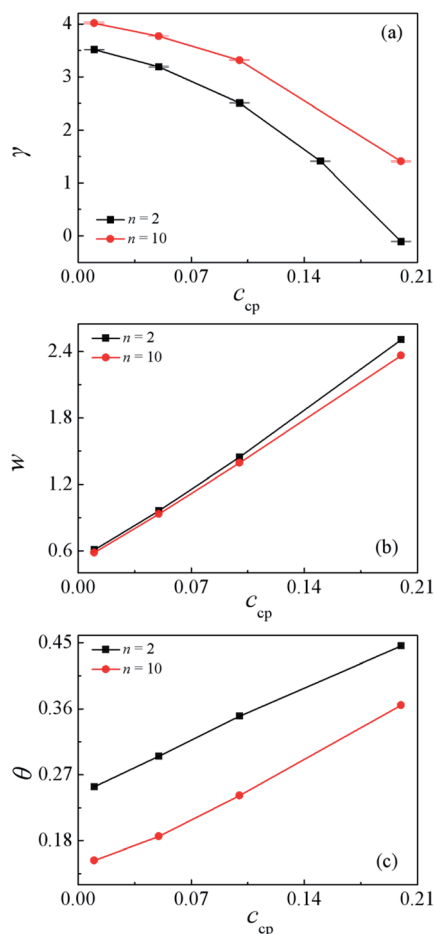 4
(a)
3
γ
2
1
n = 2
n = 10
0
0.00 0.07 0.14 0.21
c_cp
n = 2
n = 10
2.4
1.8
w
1.2
0.6
(b)
0.00 0.07 0.14 0.21
c_cp
0.45
n = 2
n = 10
0.36
θ
0.27
0.18
(c)
0.00 0.07 0.14 0.21
c_cp